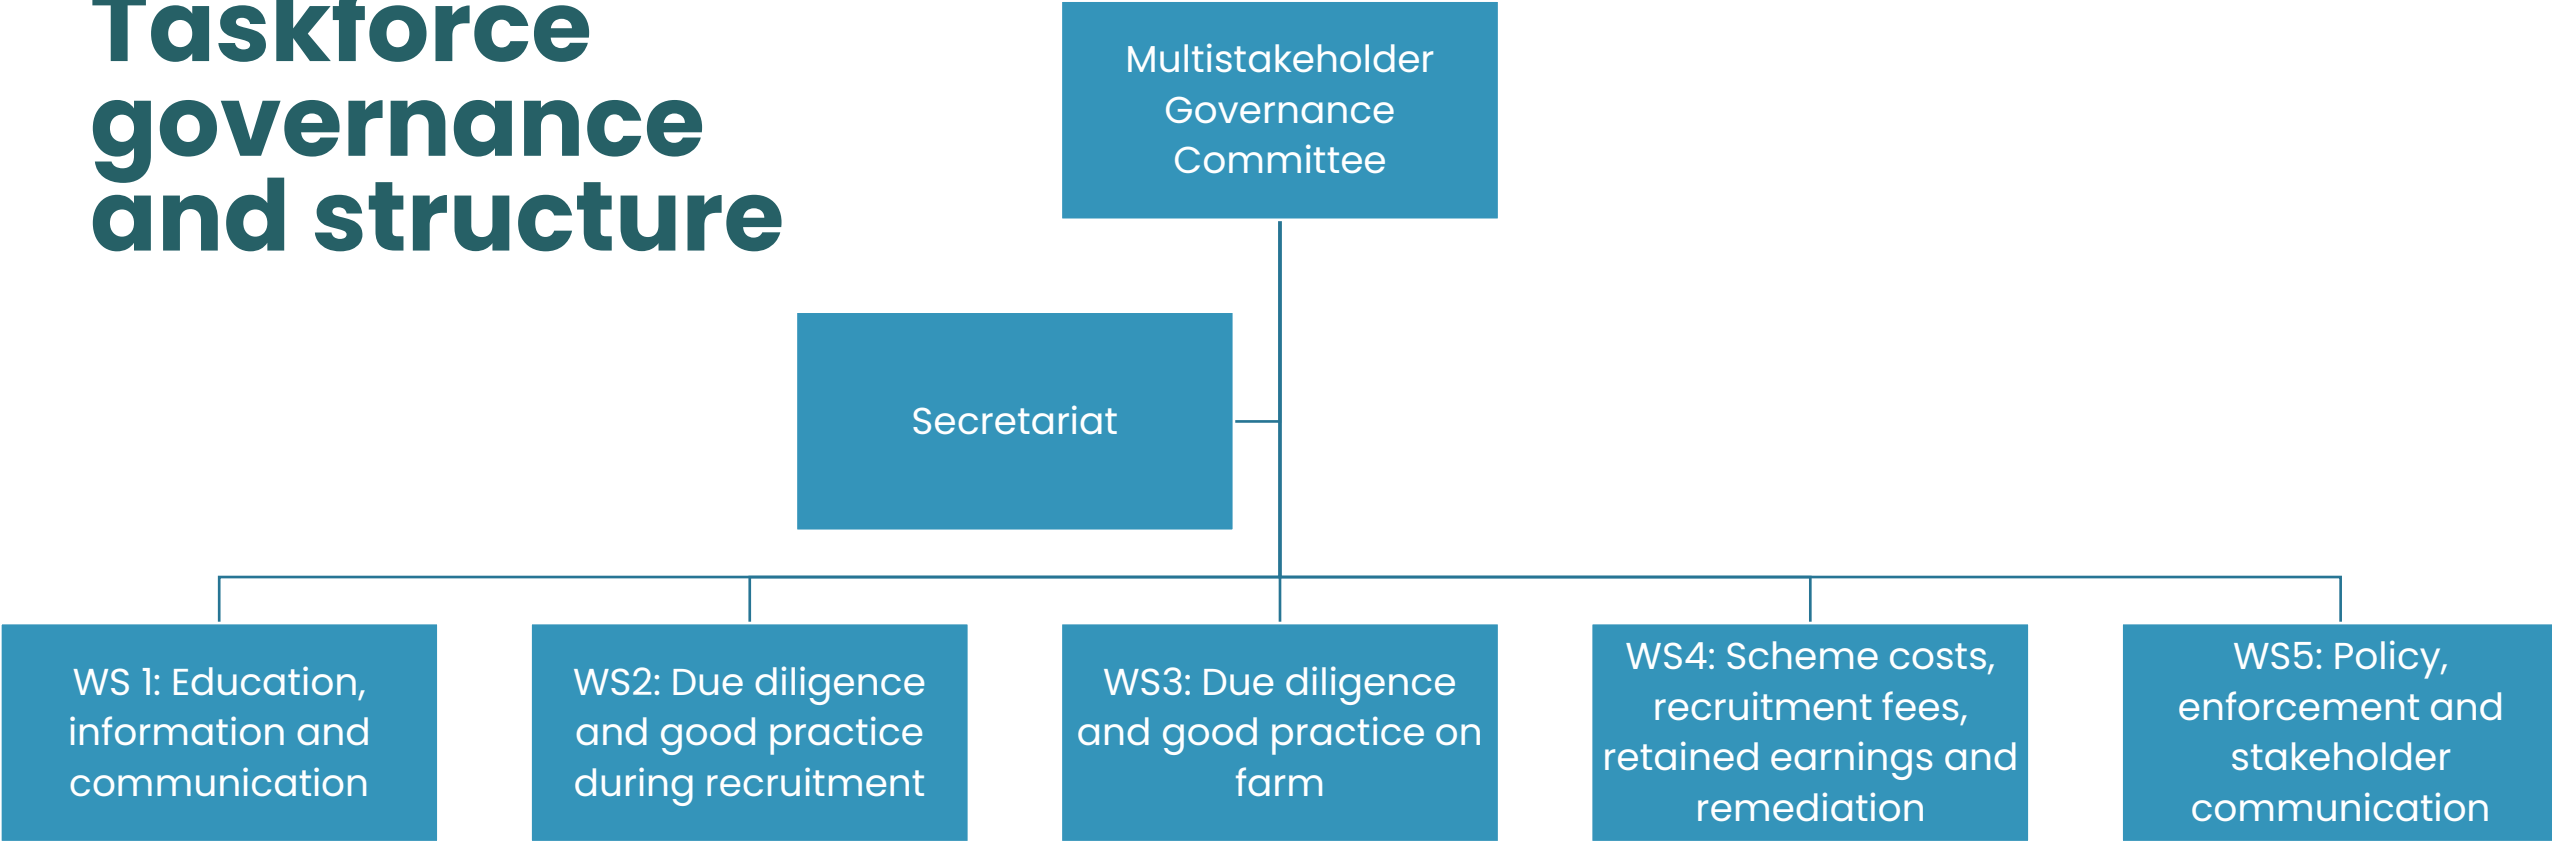 Taskforce
governance
and structure
Multistakeholder
Governance
Committee
Secretariat
WS 1: Education,
information and
communication
WS2: Due diligence
and good practice
during recruitment
WS3: Due diligence
and good practice on
farm
WS4: Scheme costs,
recruitment fees,
retained earnings and
remediation
WS5: Policy,
enforcement and
stakeholder
communication